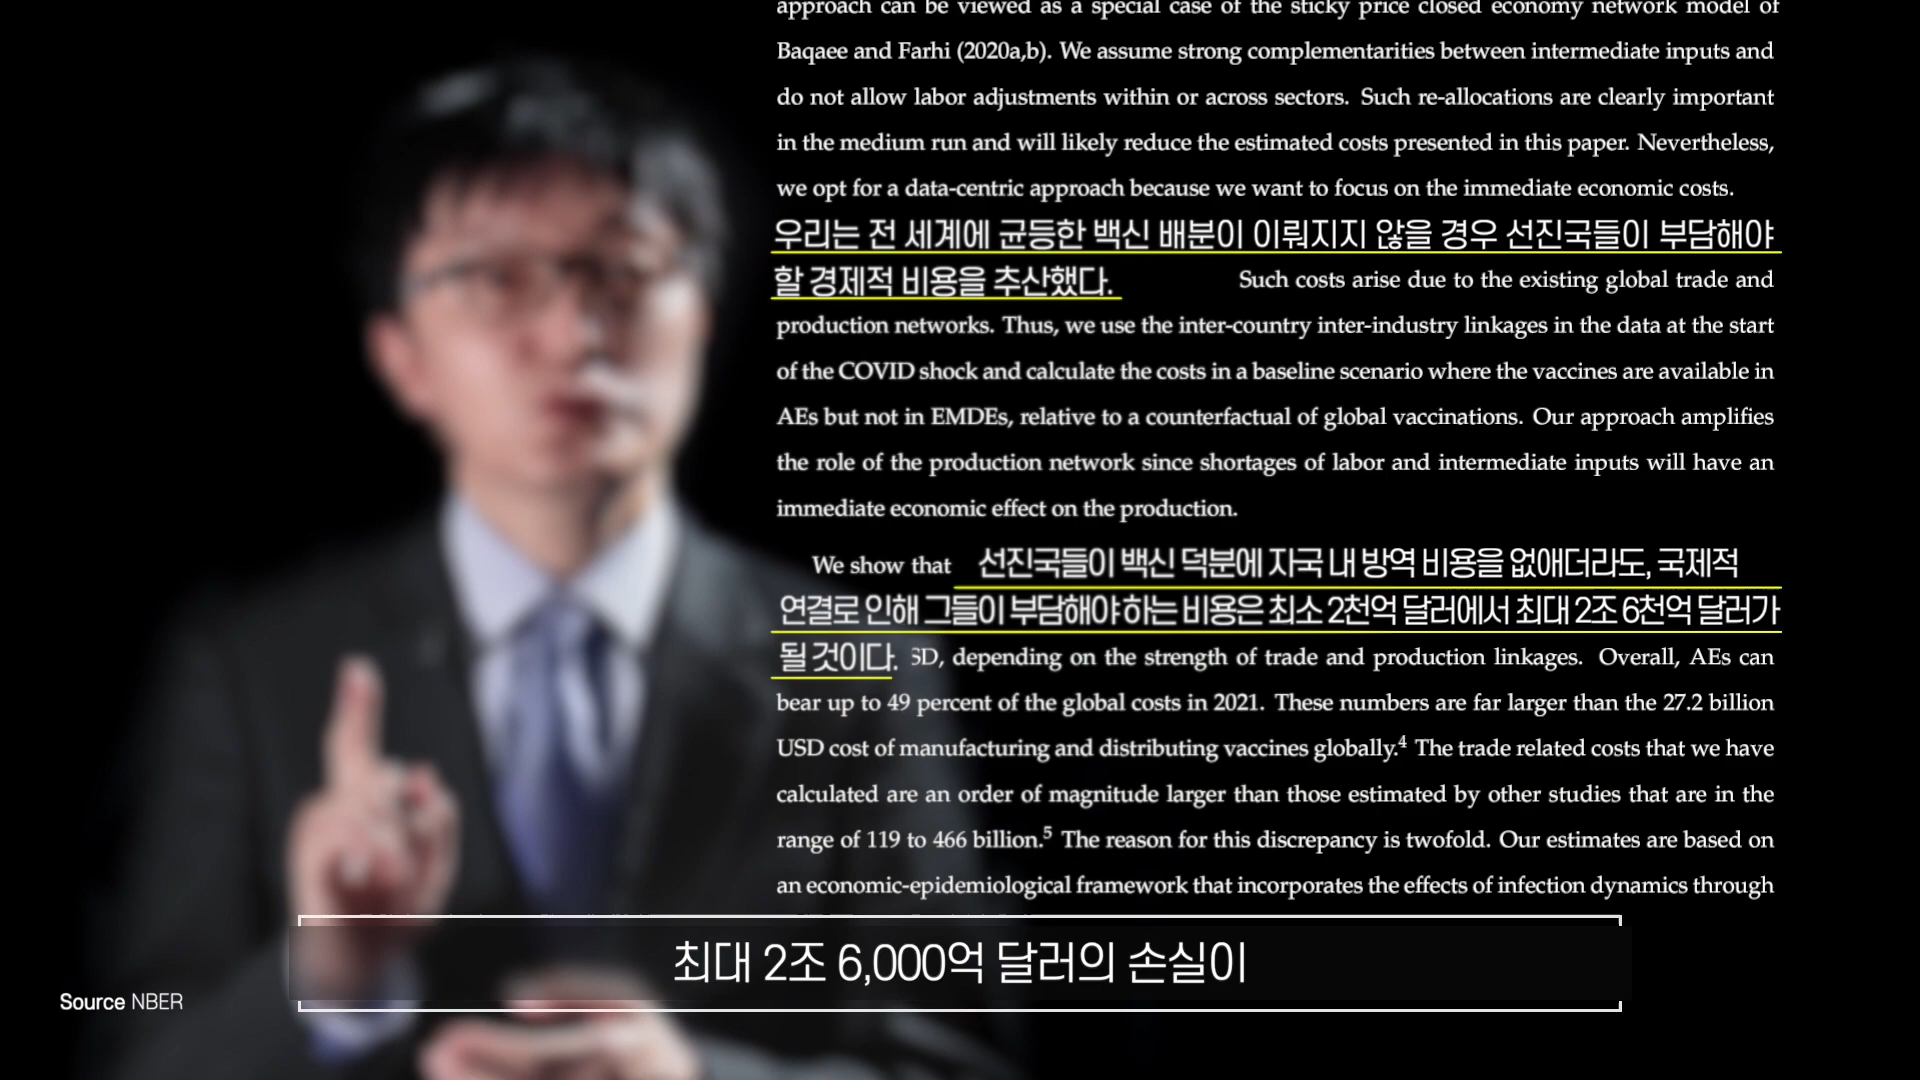 approach can be viewed as a special case of the sticky price closed economy network model of
Baqaee and Farhi (2020a,b). We assume strong complementarities between intermediate inputs and
do not allow labor adjustments within or across sectors. Such re-allocations are clearly important
in the medium run and will likely reduce the estimated costs presented in this paper. Nevertheless,
we opt for a data-centric approach because we want to focus on the immediate economic costs.
우리는 전 세계에 균등한 백신 배분이 이뤄지지 않을 경우 선진국들이 부담해야
할 경제적 비용을 추산했다. Such costs arise due to the existing global trade and
production networks. Thus, we use the inter-country inter-industry linkages in the data at the start
of the COVID shock and calculate the costs in a baseline scenario where the vaccines are available in
AEs but not in EMDEs, relative to a counterfactual of global vaccinations. Our approach amplifies
the role of the production network since shortages of labor and intermediate inputs will have an
immediate economic effect on the production.
We show that 선진국들이 백신 덕분에 자국 내 방역 비용을 없애더라도, 국제적
연결로 인해 그들이 부담해야 하는 비용은 최소 2천억 달러에서 최대 2조 6천억 달러가
될 것이다. SD, depending on the strength of trade and production linkages. Overall, AEs can
bear up to 49 percent of the global costs in 2021. These numbers are far larger than the 27.2 billion
USD cost of manufacturing and distributing vaccines globally.4 The trade related costs that we have
calculated are an order of magnitude larger than those estimated by other studies that are in the
range of 119 to 466 billion.5 The reason for this discrepancy is twofold. Our estimates are based on
an economic-epidemiological framework that incorporates the effects of infection dynamics through
최대 2조 6,000억 달러의 손실이
Source NBER